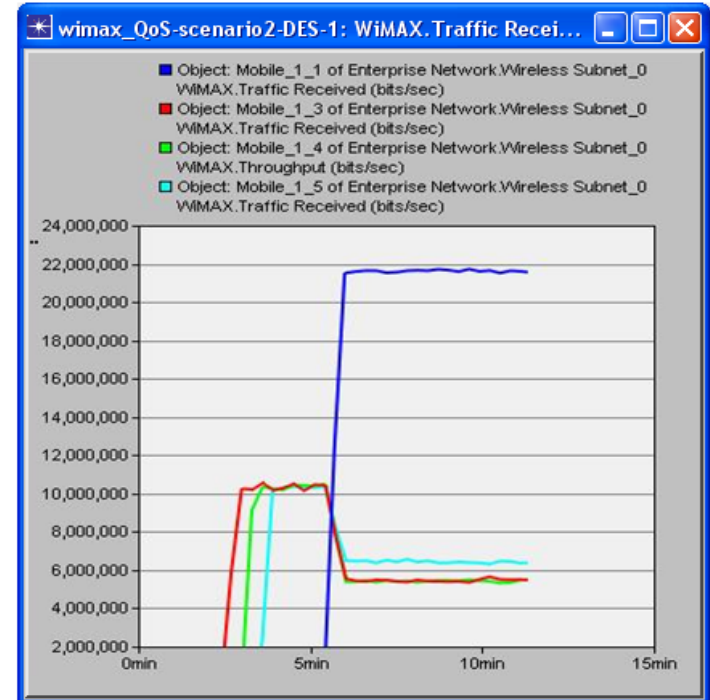 wimax_QoS-scenario2-DES-1: WiMAX.Traffic Recei...
Object: Mobile_1_1 of Enterprise Network.Wireless Subnet_0
WiMAX.Traffic Received (bits/sec)
Object: Mobile_1_3 of Enterprise Network.Wireless Subnet_0
WiMAX.Traffic Received (bits/sec)
Object: Mobile_1_4 of Enterprise Network.Wireless Subnet_0
WiMAX.Throughput (bits/sec)
Object: Mobile_1_5 of Enterprise Network.Wireless Subnet_0
WiMAX.Traffic Received (bits/sec)
24,000,000
22,000,000
20,000,000
18,000,000
16,000,000
14,000,000
12,000,000
10,000,000
8,000,000
6,000,000
4,000,000
2,000,000
0min 5min 10min 15min